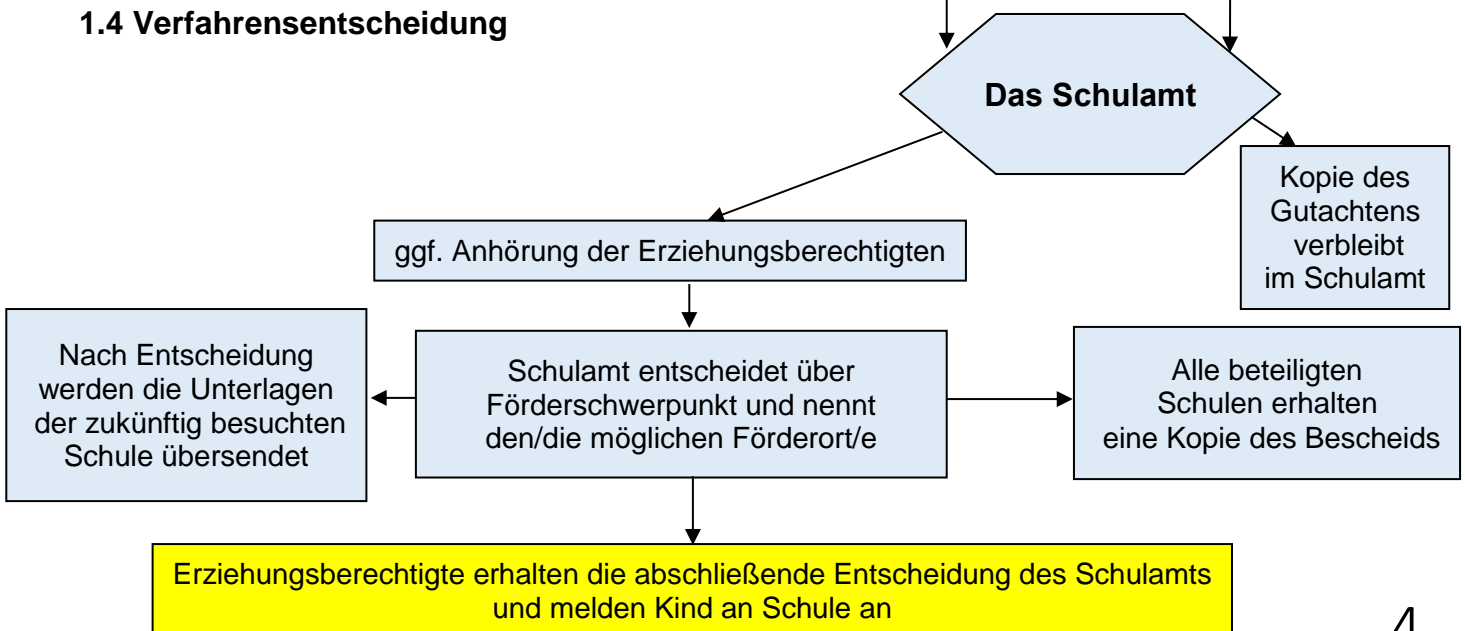 1.4 Verfahrensentscheidung
Das Schulamt
Kopie des
Gutachtens
verbleibt
im Schulamt
ggf. Anhörung der Erziehungsberechtigten
Nach Entscheidung
werden die Unterlagen
der zukünftig besuchten
Schule übersendet
Schulamt entscheidet über
Förderschwerpunkt und nennt
den/die möglichen Förderort/e
Alle beteiligten
Schulen erhalten
eine Kopie des Bescheids
Erziehungsberechtigte erhalten die abschließende Entscheidung des Schulamts
und melden Kind an Schule an
4